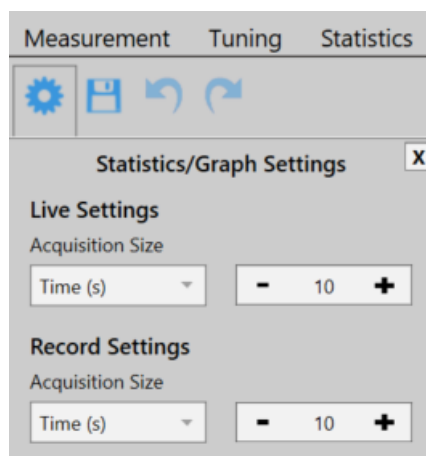 Measurement Tuning Statistics
Statistics/Graph Settings X
Live Settings
Acquisition Size
Time (s) - 10 +
Record Settings
Acquisition Size
Time (s) - 10 +